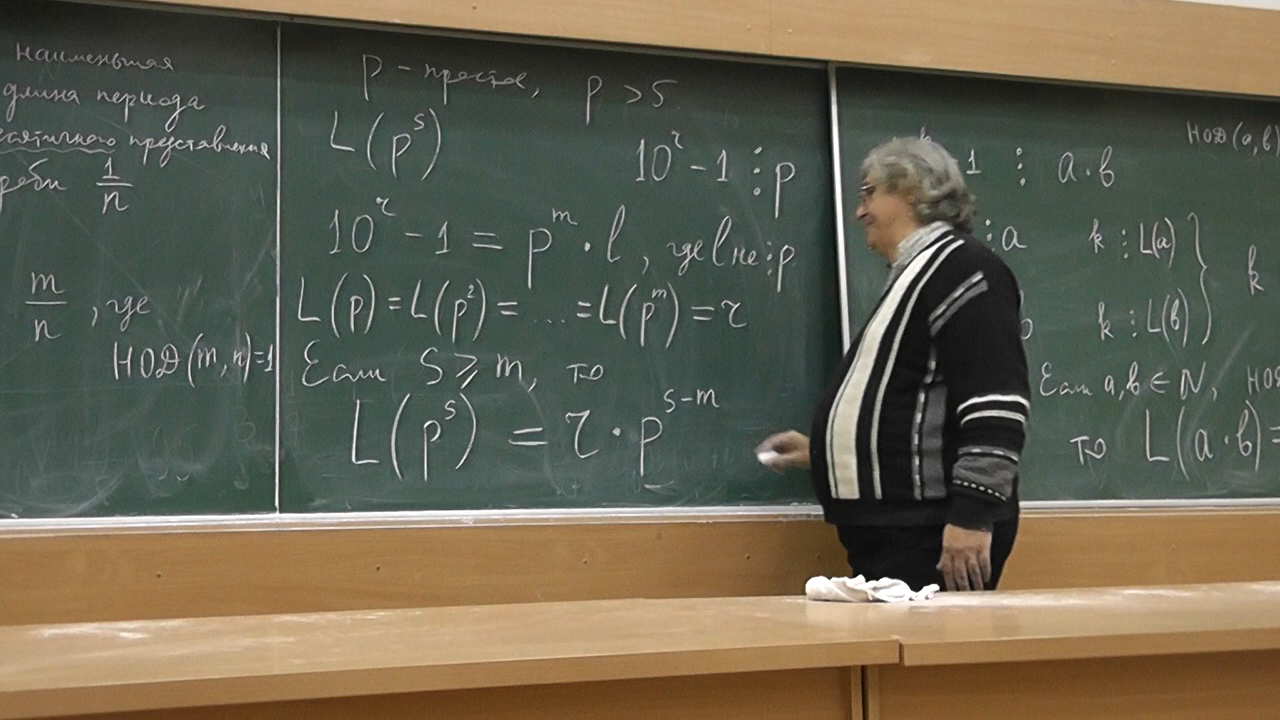 наименьшая
длина периода
десятичного представления
дроби 1/n
m/n, где
НОД(m,n)=1
p - простое, p > 5
L(p^s)
10^r - 1 ⋮ p
10^r - 1 = p^m · l, где l не ⋮ p
L(p) = L(p^2) = ... = L(p^m) = r
Если S ≥ m, то
L(p^s) = r · p^(s-m)
НОД(a,b)
1 ⋮ a·b
⋮ a k ⋮ L(a) } k
b k ⋮ L(b)
Если a,b ∈ N, НОД
то L(a·b) =